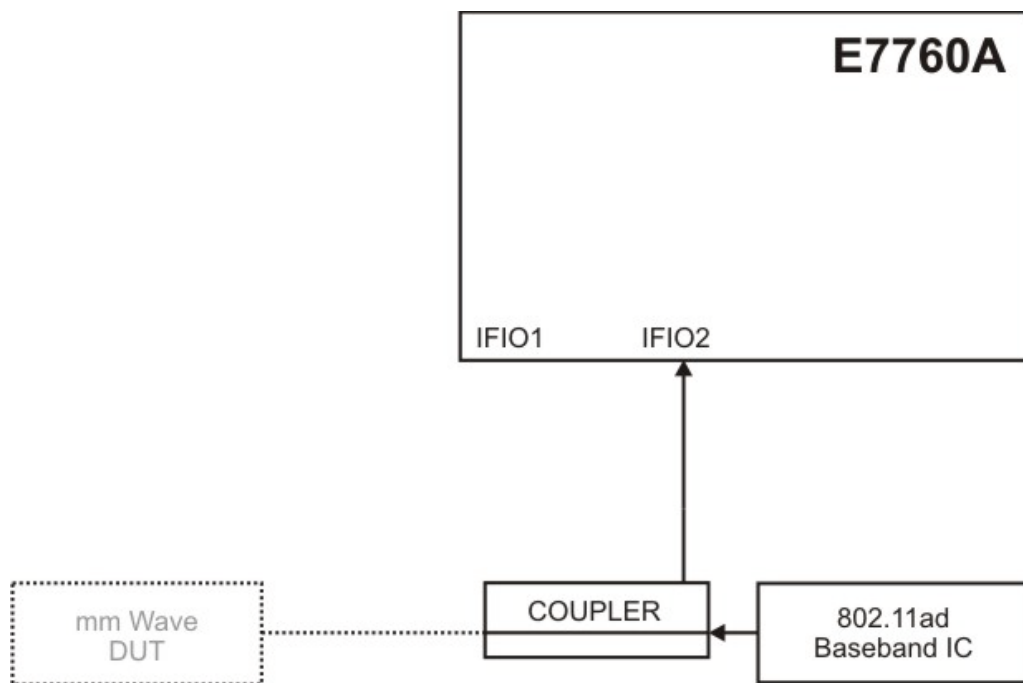 E7760A
IFIO1
IFIO2
mm Wave
DUT
COUPLER
802.11ad
Baseband IC